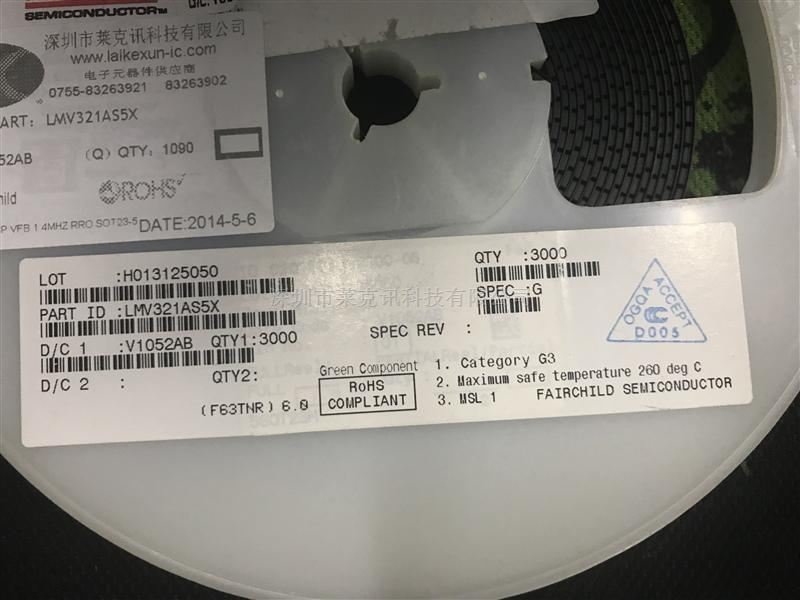 SEMICONDUCTOR™
深圳市莱克讯科技有限公司
www.laikexun-ic.com
电子元器件供应商
0755-83263921 83263902
ART: LMV321AS5X
052AB (Q) QTY: 1090
ROHS
hild
P VFB 1.4MHZ RRO SOT23-5 DATE:2014-5-6
LOT :H013125050
QTY :3000
PART ID :LMV321AS5X
SPEC :G
D/C 1 :V1052AB QTY1:3000
SPEC REV :
D/C 2 : QTY2:
(F63TNR) 6.0
Green Component
RoHS
COMPLIANT
1. Category G3
2. Maximum safe temperature 260 deg C
3. MSL 1 FAIRCHILD SEMICONDUCTOR
OGQA ACCEPT
D005
深圳市莱克讯科技有限公司